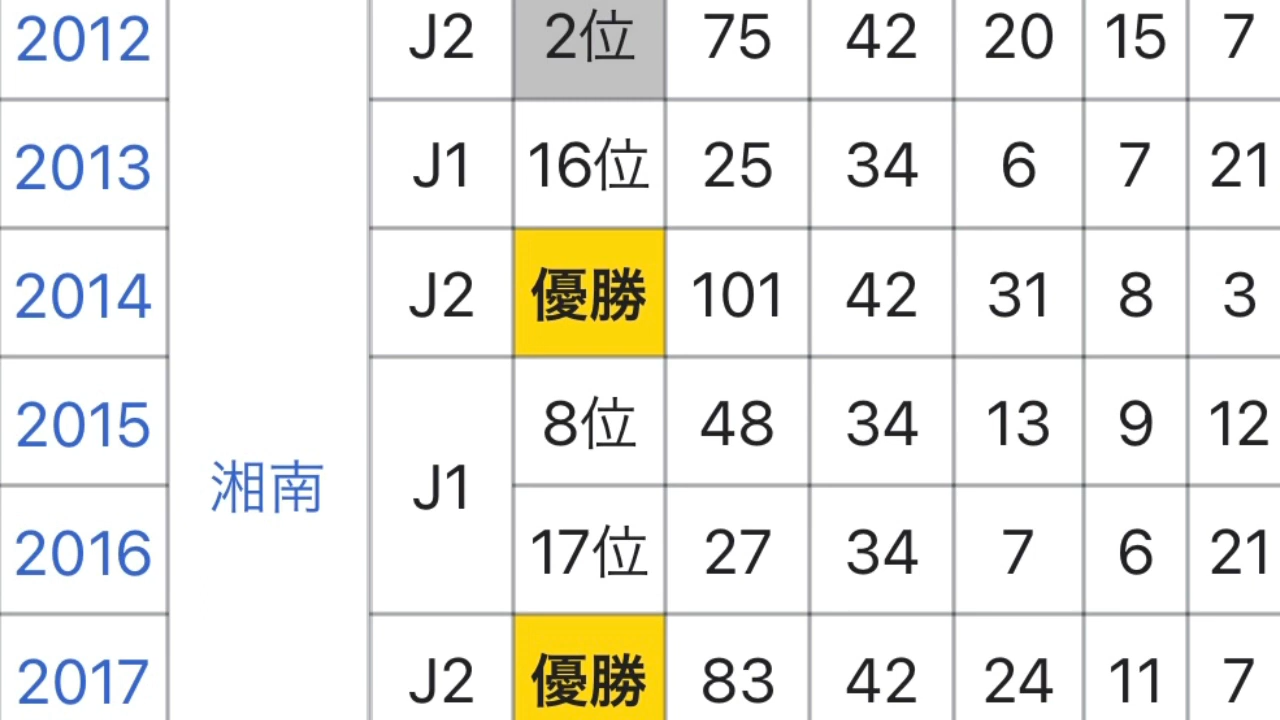 2012 J2 2位 75 42 20 15 7
2013 J1 16位 25 34 6 7 21
2014 J2 優勝 101 42 31 8 3
2015 8位 48 34 13 9 12
湘南 J1
2016 17位 27 34 7 6 21
2017 J2 優勝 83 42 24 11 7